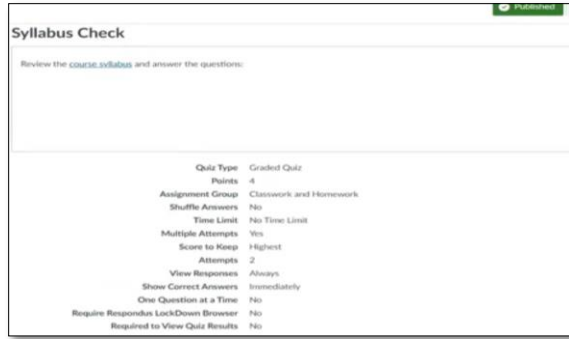 Published
Syllabus Check
Review the course syllabus and answer the questions:
Quiz Type Graded Quiz
Points 4
Assignment Group Classwork and Homework
Shuffle Answers No
Time Limit No Time Limit
Multiple Attempts Yes
Score to Keep Highest
Attempts 2
View Responses Always
Show Correct Answers Immediately
One Question at a Time No
Require Respondus LockDown Browser No
Required to View Quiz Results No